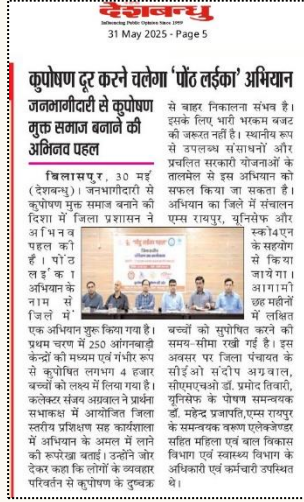 देशबन्धु
Influencing Public Opinion Since 1959
31 May 2025 - Page 5
कुपोषण दूर करने चलेगा 'पोंठ लईका' अभियान
जनभागीदारी से कुपोषण
मुक्त समाज बनाने की
अभिनव पहल
बिलासपुर, 30 मई
(देशबन्धु)। जनभागीदारी से
कुपोषण मुक्त समाज बनाने की
दिशा में जिला प्रशासन ने
अभिनव
पहल की
है। पोंठ
लइका
अभियान के
नाम से
जिले में
एक अभियान शुरू किया गया है।
प्रथम चरण में 250 आंगनबाड़ी
केन्द्रों की मध्यम एवं गंभीर रूप
से कुपोषित लगभग 4 हजार
बच्चों को लक्ष्य में लिया गया है।
कलेक्टर संजय अग्रवाल ने प्रार्थना
सभाकक्ष में आयोजित जिला
स्तरीय प्रशिक्षण सह कार्यशाला
में अभियान के अमल में लाने
की रूपरेखा बताई। उन्होंने जोर
देकर कहा कि लोगों के व्यवहार
परिवर्तन से कुपोषण के दुष्चक्र
से बाहर निकालना संभव है।
इसके लिए भारी भरकम बजट
की जरूरत नहीं है। स्थानीय रूप
से उपलब्ध संसाधनों और
प्रचलित सरकारी योजनाओं के
तालमेल से इस अभियान को
सफल किया जा सकता है।
अभियान का जिले में संचालन
एम्स रायपुर, यूनिसेफ और
स्को4एन
के सहयोग
से किया
जायेगा।
आगामी
छह महीनों
में लक्षित
बच्चों को सुपोषित करने की
समय-सीमा रखी गई है। इस
अवसर पर जिला पंचायत के
सीईओ संदीप अग्रवाल,
सीएमएचओ डॉ. प्रमोद तिवारी,
यूनिसेफ के पोषण समन्वयक
डॉ. महेन्द्र प्रजापति, एम्स रायपुर
के समन्वयक वरूण एलेक्जेण्डर
सहित महिला एवं बाल विकास
विभाग एवं स्वास्थ्य विभाग के
अधिकारी एवं कर्मचारी उपस्थित
थे।